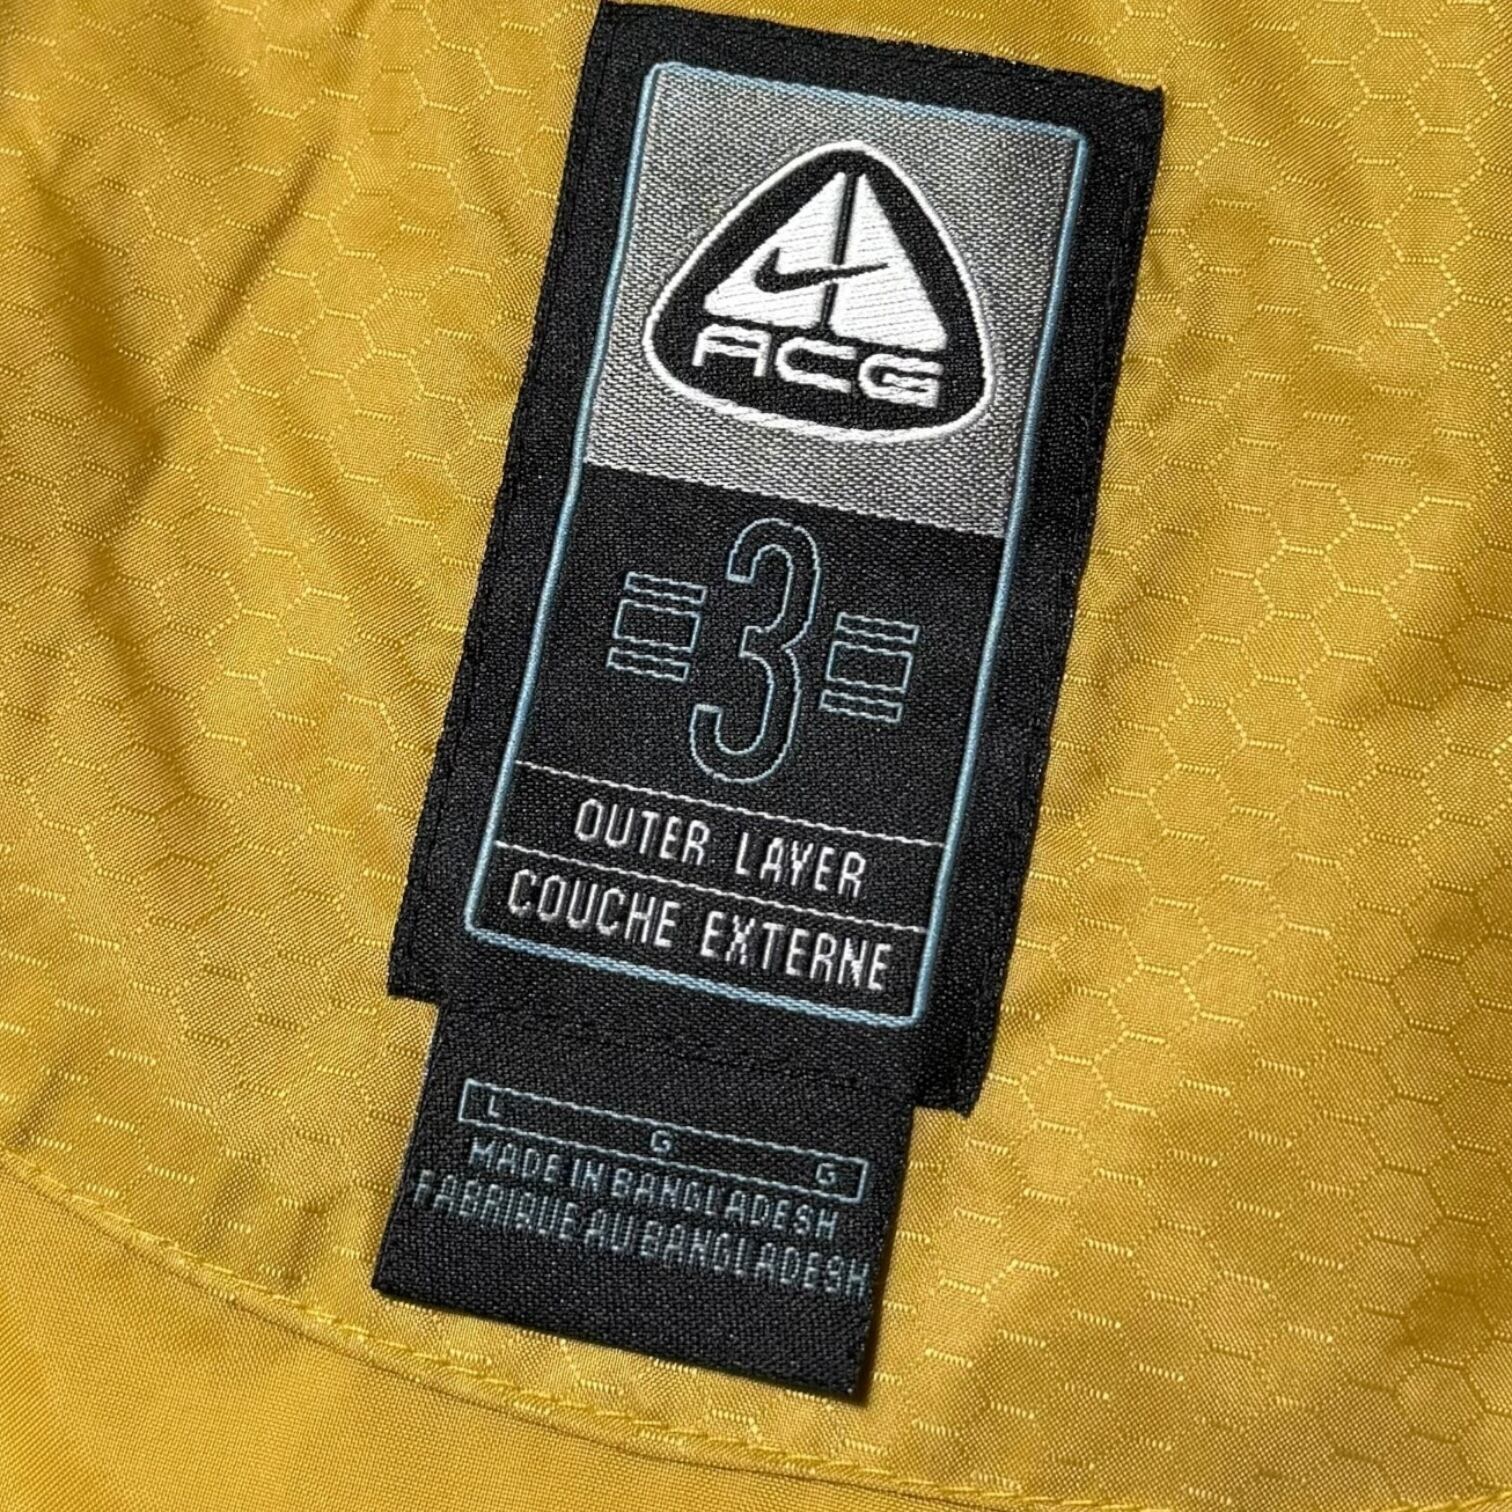 ACG
3
OUTER LAYER
COUCHE EXTERNE
L G G
MADE IN BANGLADESH
FABRIQUE AU BANGLADESH